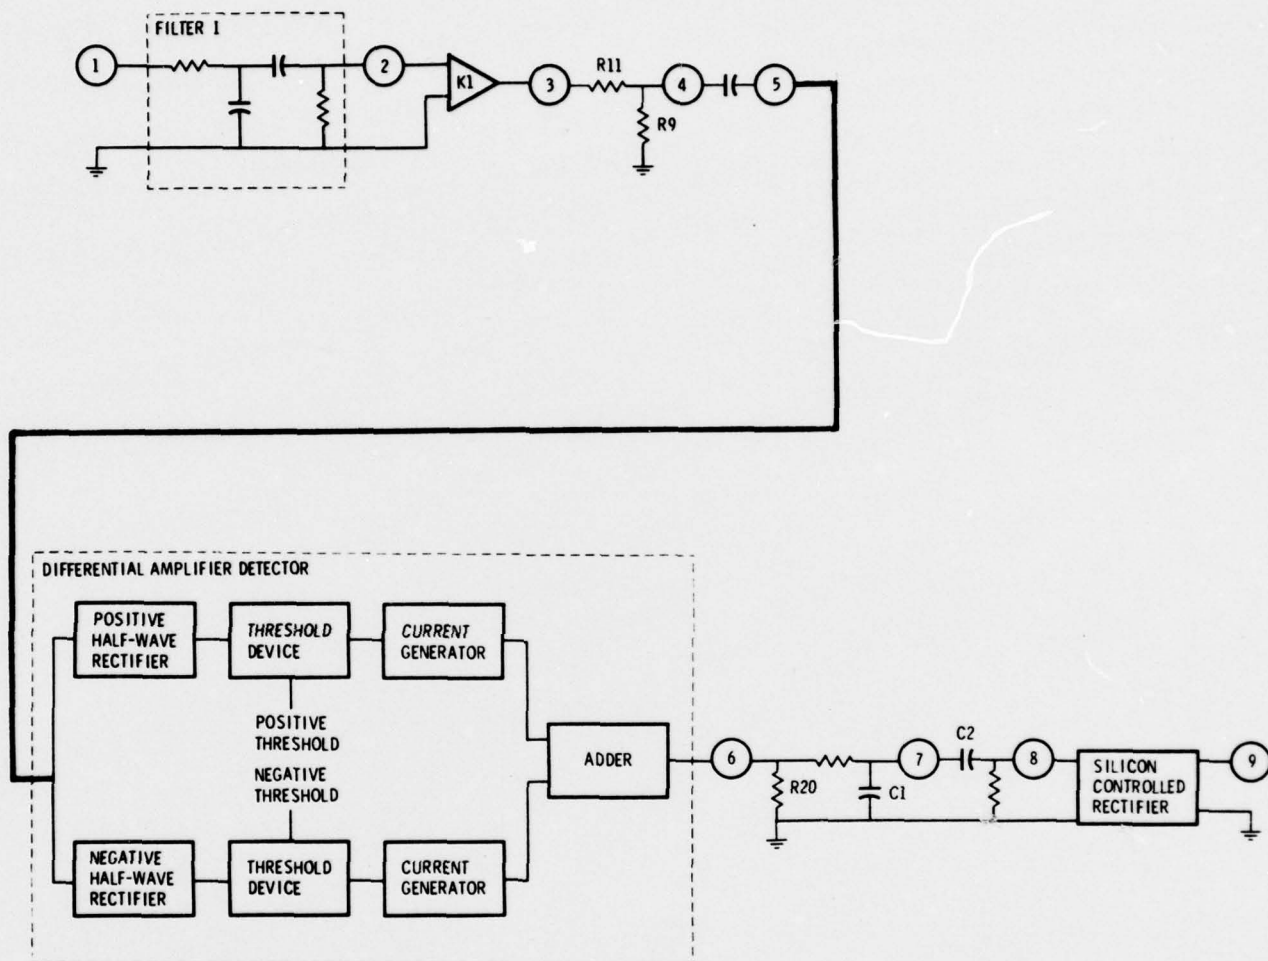 FILTER I
1
2
K1
3
R11
R9
4
5
DIFFERENTIAL AMPLIFIER DETECTOR
POSITIVE
HALF-WAVE
RECTIFIER
THRESHOLD
DEVICE
CURRENT
GENERATOR
POSITIVE
THRESHOLD
NEGATIVE
THRESHOLD
ADDER
NEGATIVE
HALF-WAVE
RECTIFIER
THRESHOLD
DEVICE
CURRENT
GENERATOR
6
R20
C1
7
C2
8
SILICON
CONTROLLED
RECTIFIER
9